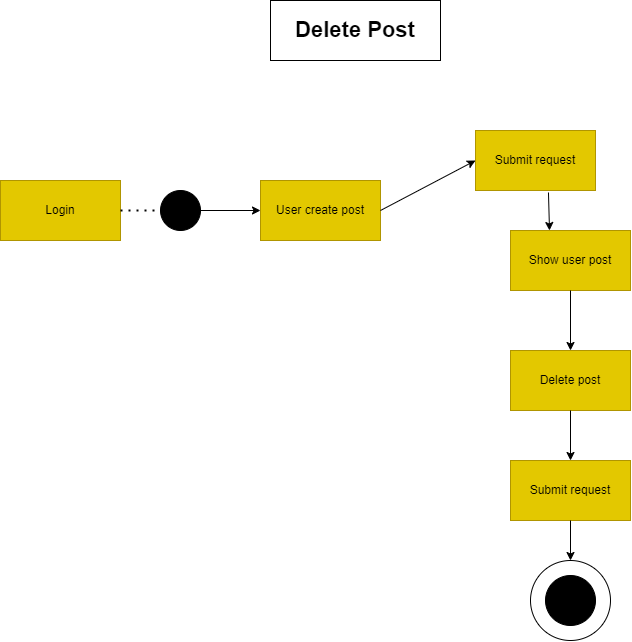 Delete Post
Login
User create post
Submit request
Show user post
Delete post
Submit request